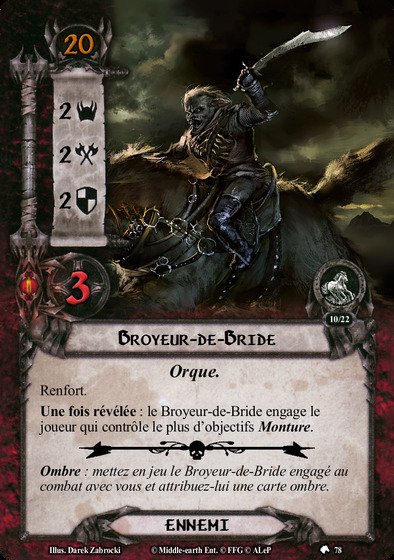 20
2
2
2
3
10/22
Broyeur-de-Bride
Orque.
Renfort.
Une fois révélée : le Broyeur-de-Bride engage le
joueur qui contrôle le plus d'objectifs Monture.
Ombre : mettez en jeu le Broyeur-de-Bride engagé au
combat avec vous et attribuez-lui une carte ombre.
ENNEMI
Illus. Darek Zabrocki © Middle-earth Ent. © FFG © ALeP 78